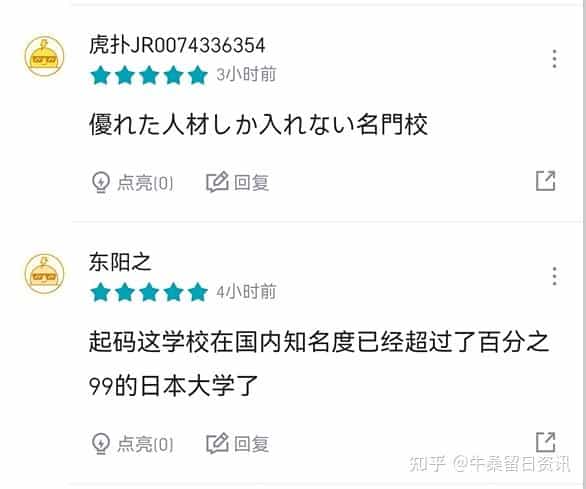 虎扑JR0074336354
3小时前
優れた人材しか入れない名門校
点亮(0) 回复
东阳之
4小时前
起码这学校在国内知名度已经超过了百分之
99的日本大学了
点亮(0) 回复
知乎 @牛桑留日资讯